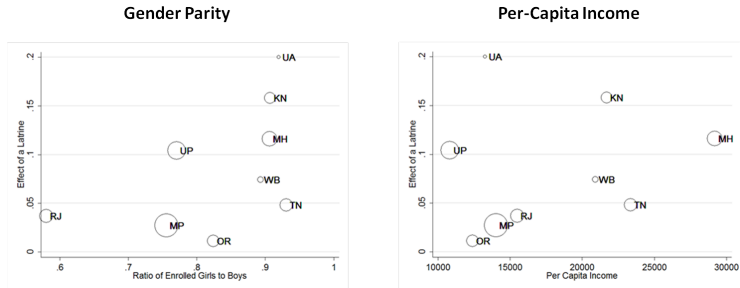 Gender Parity
Effect of a Latrine
.2
.15
.1
.05
0
UA
KN
MH
UP
WB
TN
RJ
MP
OR
.6 .7 .8 .9 1
Ratio of Enrolled Girls to Boys
Per-Capita Income
Effect of a Latrine
.2
.15
.1
.05
0
UA
KN
MH
UP
WB
TN
RJ
MP
OR
10000 15000 20000 25000 30000
Per Capita Income